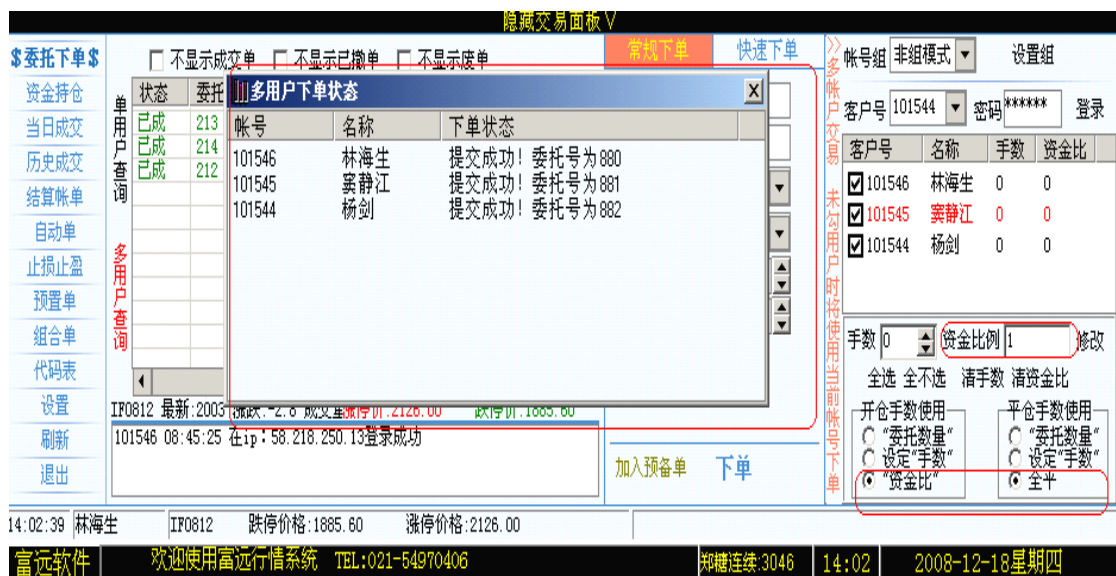 隐藏交易面板 ∨
$委托下单$
资金持仓
当日成交
历史成交
结算帐单
自动单
止损止盈
预置单
组合单
代码表
设置
刷新
退出
单用户查询
多用户查询
不显示成交单 不显示已撤单 不显示废单
状态 委托
已成 213
已成 214
已成 212
多用户下单状态
帐号 名称 下单状态
101546 林海生 提交成功！委托号为880
101545 窦静江 提交成功！委托号为881
101544 杨剑 提交成功！委托号为882
IF0812 最新:2003 涨跌:-2.8 成交量 涨停价:2126.00 跌停价:1885.60
101546 08:45:25 在ip：58.218.250.13登录成功
常规下单 快速下单
加入预备单 下单
>>多帐户交易 未勾用户时将使用当前帐号下单
帐号组 非组模式 设置组
客户号 101544 密码 ****** 登录
客户号 名称 手数 资金比
101546 林海生 0 0
101545 窦静江 0 0
101544 杨剑 0 0
手数 0 资金比例 1 修改
全选 全不选 清手数 清资金比
开仓手数使用
"委托数量"
设定"手数"
"资金比"
平仓手数使用
"委托数量"
设定"手数"
全平
14:02:39 林海生 IF0812 跌停价格:1885.60 涨停价格:2126.00
富远软件 欢迎使用富远行情系统 TEL:021-54970406 郑糖连续:3046 14:02 2008-12-18星期四